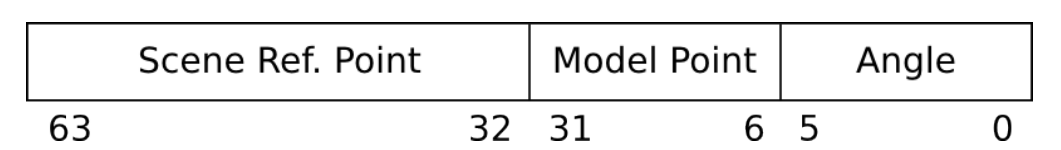 Scene Ref. Point Model Point Angle
63 32 31 6 5 0